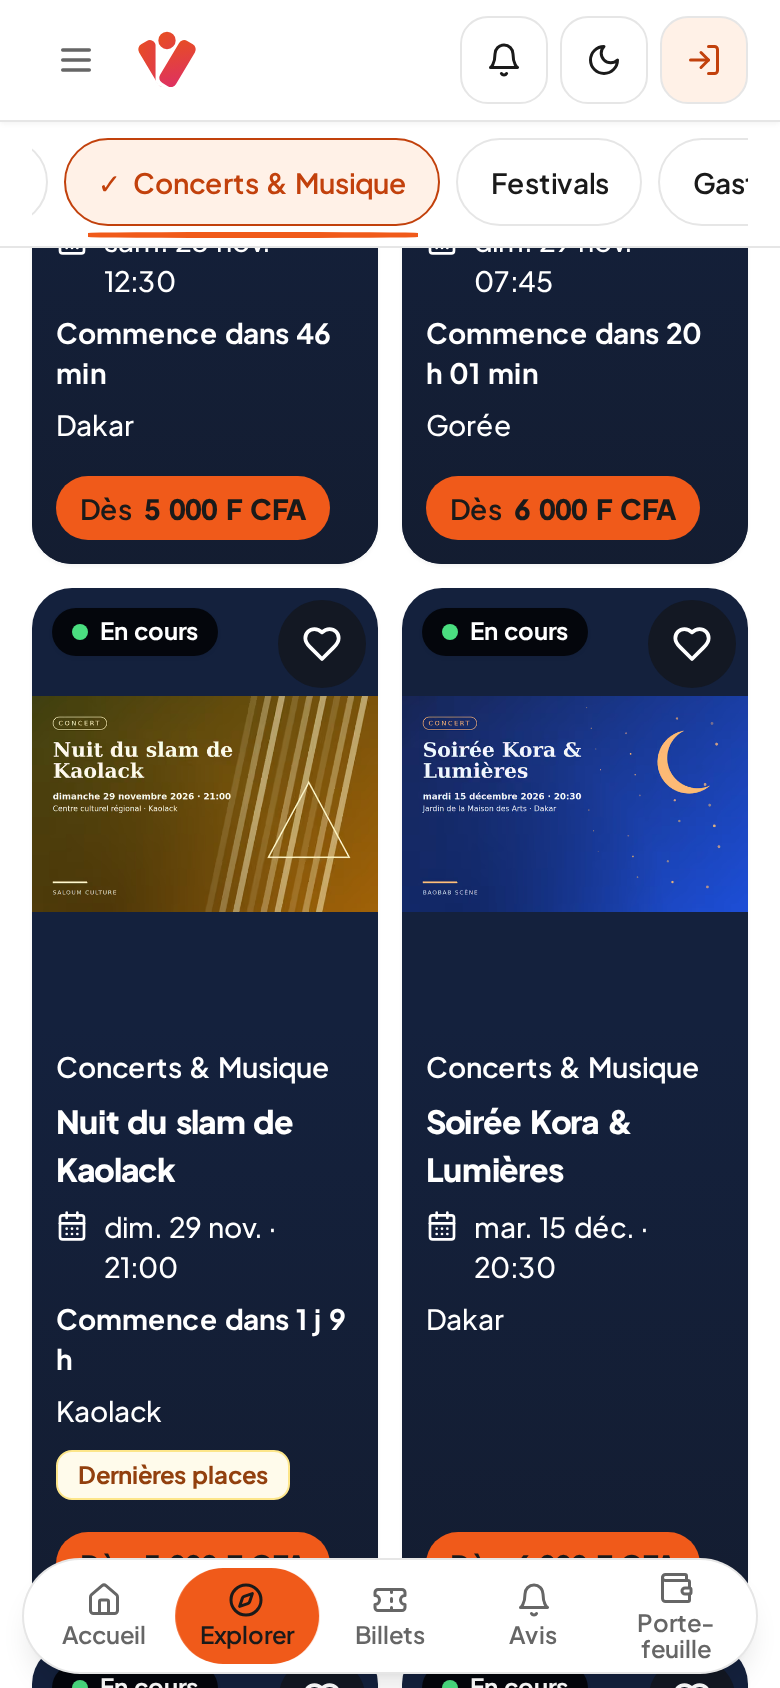 ✓ Concerts & Musique
Festivals
12:30
Commence dans 46
min
Dakar
Dès 5 000 F CFA
07:45
Commence dans 20
h 01 min
Gorée
Dès 6 000 F CFA
En cours
CONCERT
Nuit du slam de
Kaolack
dimanche 29 novembre 2026 · 21:00
Centre culturel régional · Kaolack
SALOUM CULTURE
Concerts & Musique
Nuit du slam de
Kaolack
dim. 29 nov. ·
21:00
Commence dans 1 j 9
h
Kaolack
Dernières places
En cours
CONCERT
Soirée Kora &
Lumières
mardi 15 décembre 2026 · 20:30
Jardin de la Maison des Arts · Dakar
BAOBAB SCÈNE
Concerts & Musique
Soirée Kora &
Lumières
mar. 15 déc. ·
20:30
Dakar
Accueil
Explorer
Billets
Avis
Porte-
feuille
En cours
En cours